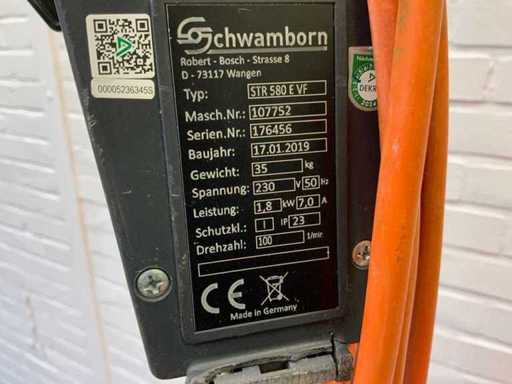 Schwamborn
Robert - Bosch - Strasse 8
D - 73117 Wangen
Typ: STR 580 E VF
Masch.Nr.: 107752
Serien.Nr.: 176456
Baujahr: 17.01.2019
Gewicht: 35 kg
Spannung: 230 V 50 Hz
Leistung: 1,8 kW 7,0 A
Schutzkl.: I IP 23
Drehzahl: 100 1/min
CE
Made in Germany
00005236345S
DEKRA